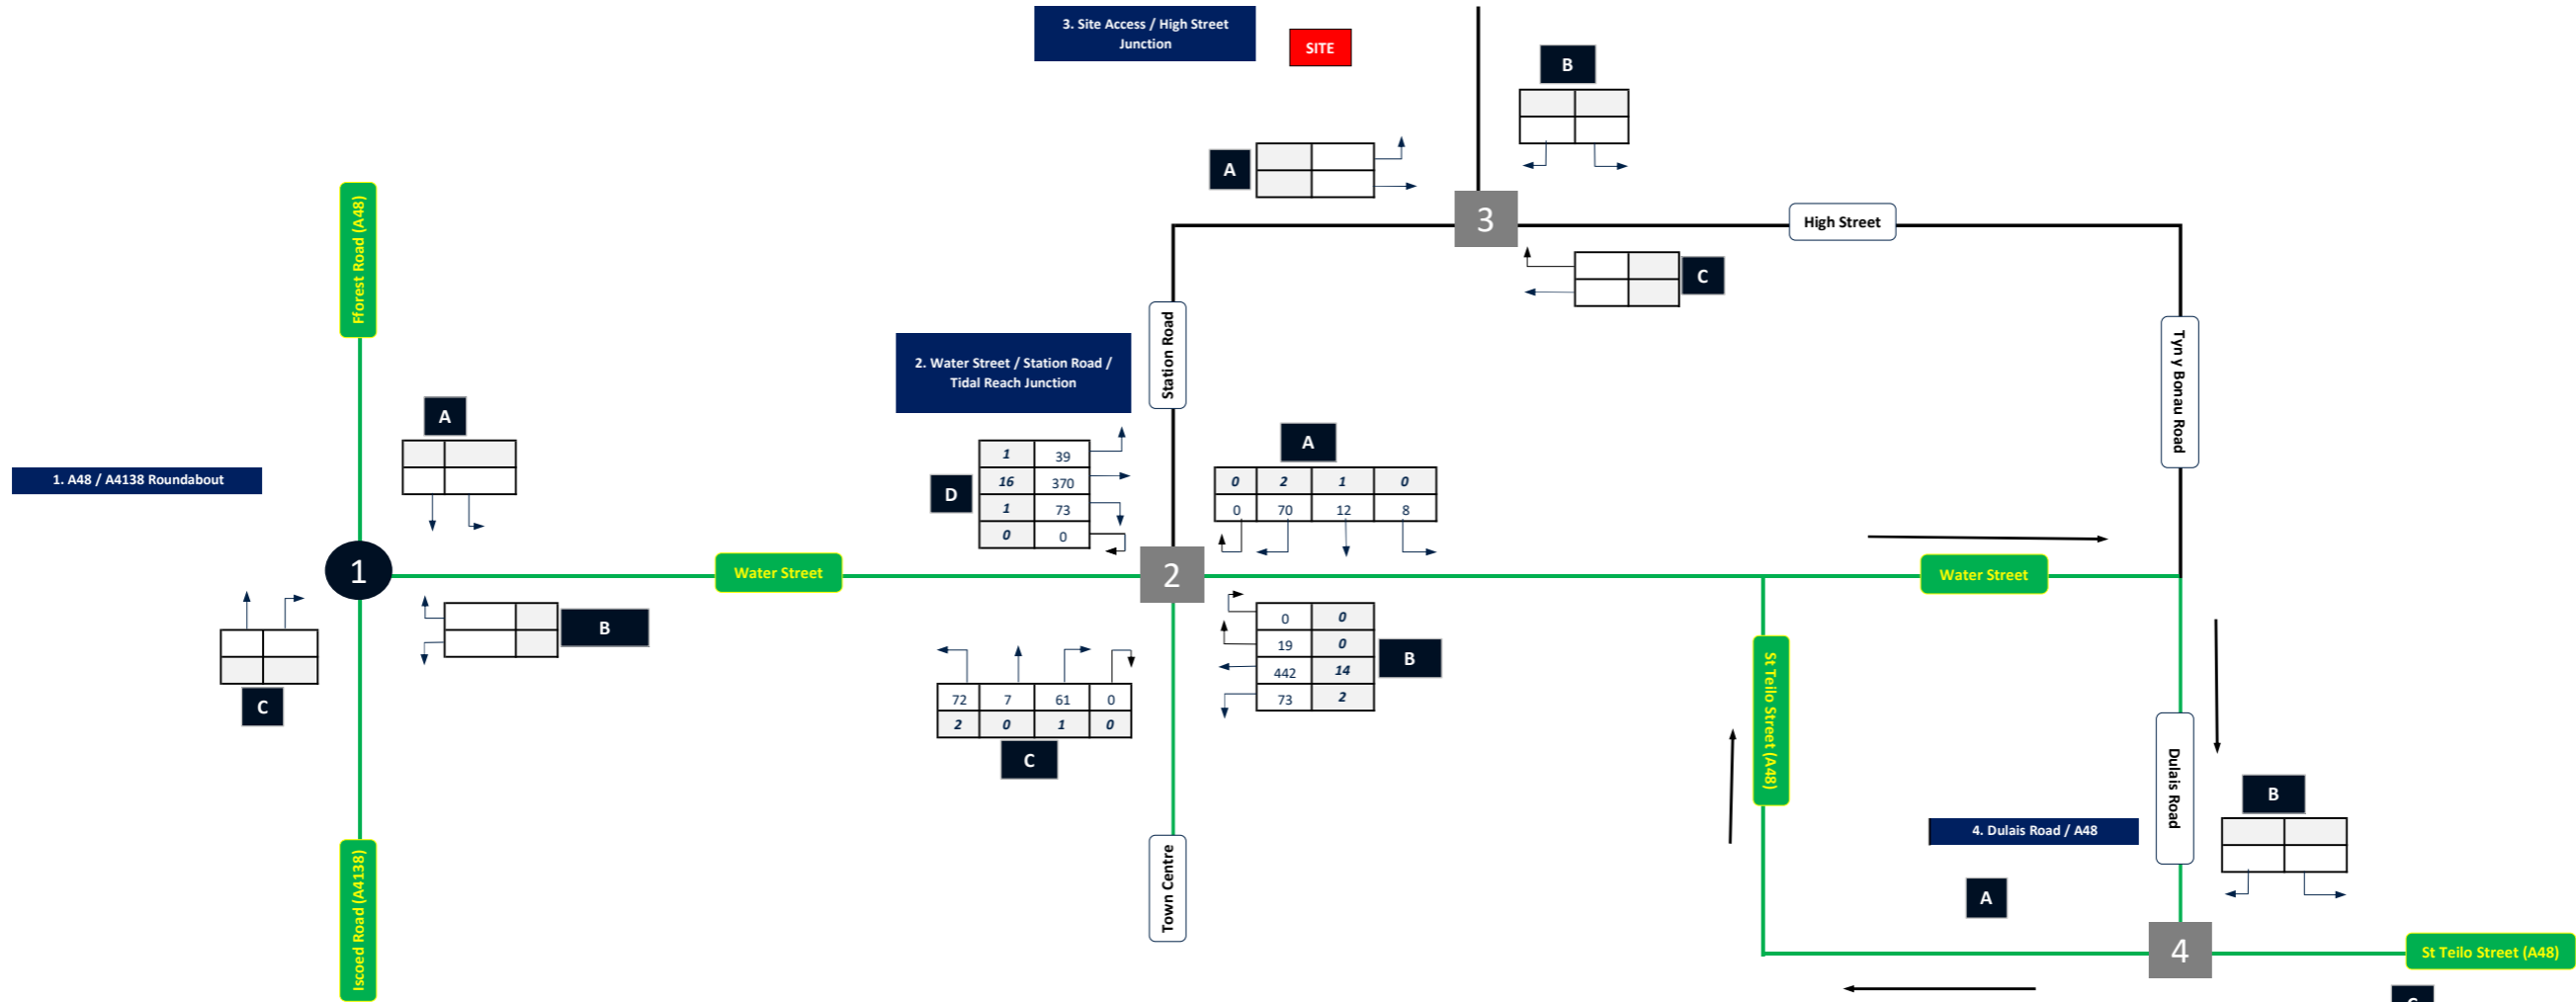 3. Site Access / High Street
Junction
SITE
B
A
3
High Street
C
Fforest Road (A48)
Station Road
Tyn y Bonau Road
2. Water Street / Station Road /
Tidal Reach Junction
A
1. A48 / A4138 Roundabout
D
1 39
16 370
1 73
0 0
A
0 2 1 0
0 70 12 8
1
Water Street
2
Water Street
B
C
0 0
19 0
442 14
73 2
B
72 7 61 0
2 0 1 0
C
St Teilo Street (A48)
Dulais Road
B
4. Dulais Road / A48
A
Iscoed Road (A4138)
Town Centre
4
St Teilo Street (A48)
C